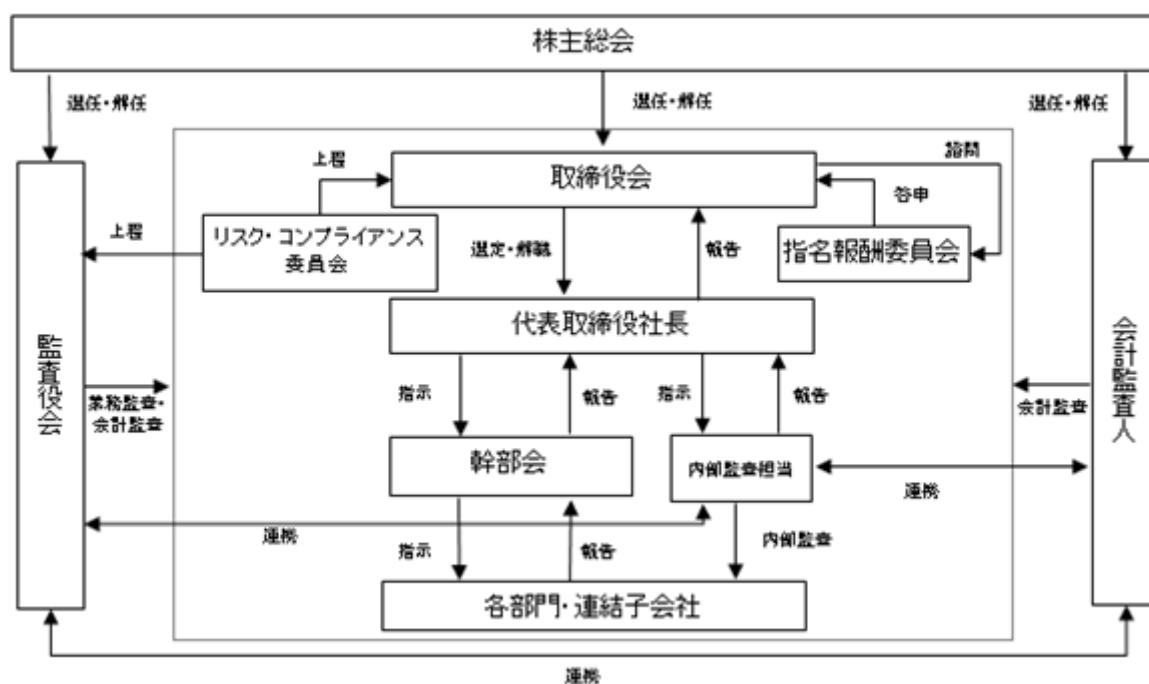 株主総会
選任・解任
選任・解任
選任・解任
上程
取締役会
諮問
答申
上程
リスク・コンプライアンス
委員会
選定・解職
報告
指名報酬委員会
代表取締役社長
監査役会
会計監査人
業務監査・
会計監査
指示
報告
指示
報告
会計監査
幹部会
内部監査担当
連携
連携
指示
報告
内部監査
各部門・連結子会社
連携